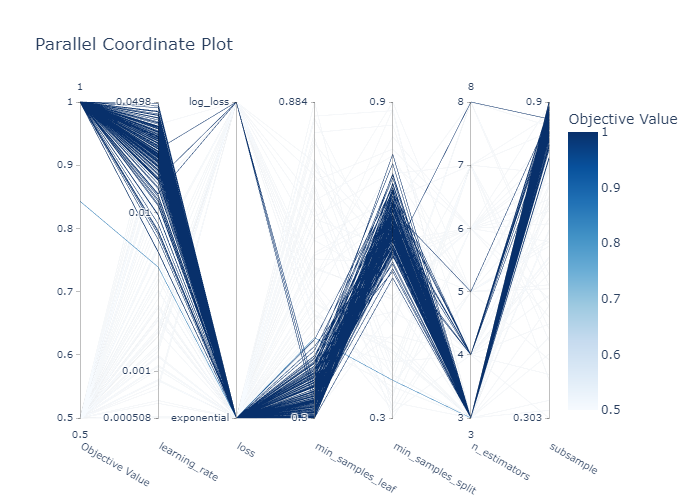 Parallel Coordinate Plot
1
8
1
0.0498
log_loss
0.884
0.9
8
0.9
Objective Value
1
0.9
7
0.9
0.8
0.01
6
0.8
0.7
5
0.7
0.6
0.001
4
0.6
0.5
0.000508
exponential
0.3
0.3
3
0.303
0.5
0.5
3
Objective Value
learning_rate
loss
min_samples_leaf
min_samples_split
n_estimators
subsample